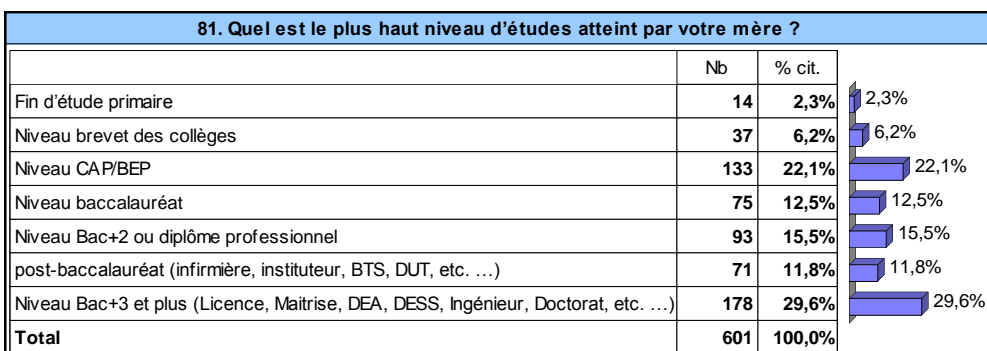 81. Quel est le plus haut niveau d'études atteint par votre mère ?
Nb % cit.
Fin d'étude primaire 14 2,3% 2,3%
Niveau brevet des collèges 37 6,2% 6,2%
Niveau CAP/BEP 133 22,1% 22,1%
Niveau baccalauréat 75 12,5% 12,5%
Niveau Bac+2 ou diplôme professionnel 93 15,5% 15,5%
post-baccalauréat (infirmière, instituteur, BTS, DUT, etc. …) 71 11,8% 11,8%
Niveau Bac+3 et plus (Licence, Maitrise, DEA, DESS, Ingénieur, Doctorat, etc. …) 178 29,6% 29,6%
Total 601 100,0%